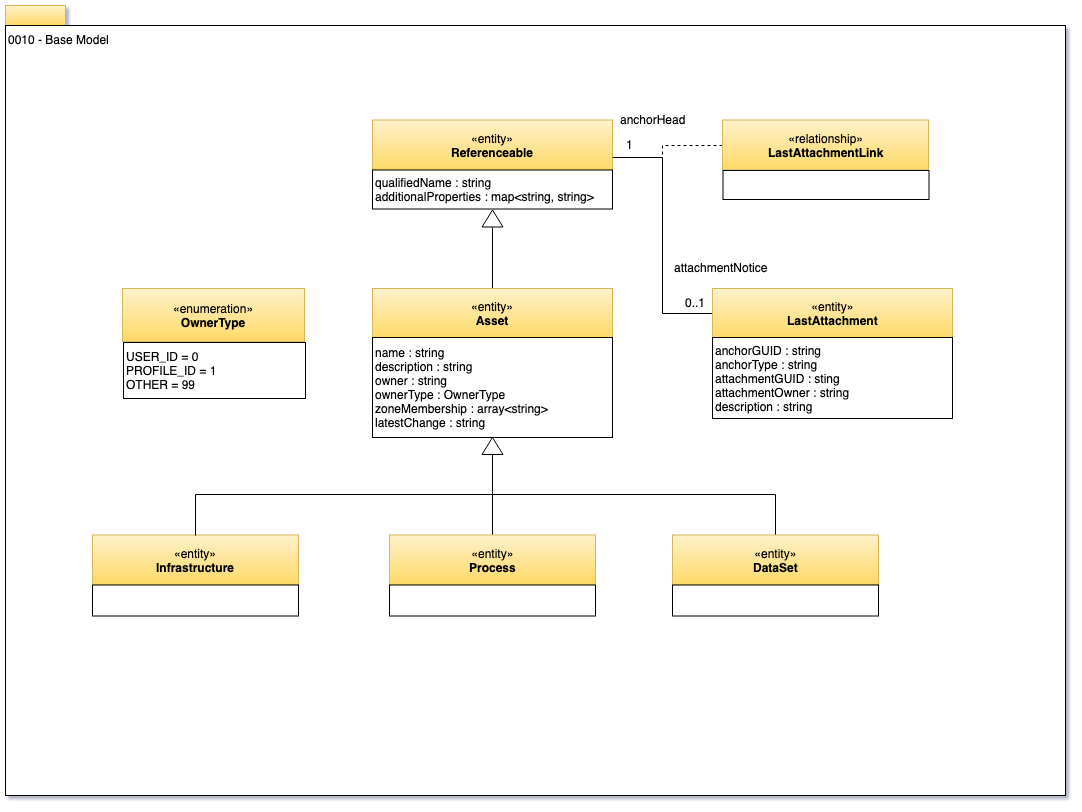 0010 - Base Model
anchorHead
«entity»
Referenceable
1
«relationship»
LastAttachmentLink
qualifiedName : string
additionalProperties : map<string, string>
attachmentNotice
«enumeration»
OwnerType
«entity»
Asset
0..1
«entity»
LastAttachment
USER_ID = 0
PROFILE_ID = 1
OTHER = 99
name : string
description : string
owner : string
ownerType : OwnerType
zoneMembership : array<string>
latestChange : string
anchorGUID : string
anchorType : string
attachmentGUID : sting
attachmentOwner : string
description : string
«entity»
Infrastructure
«entity»
Process
«entity»
DataSet